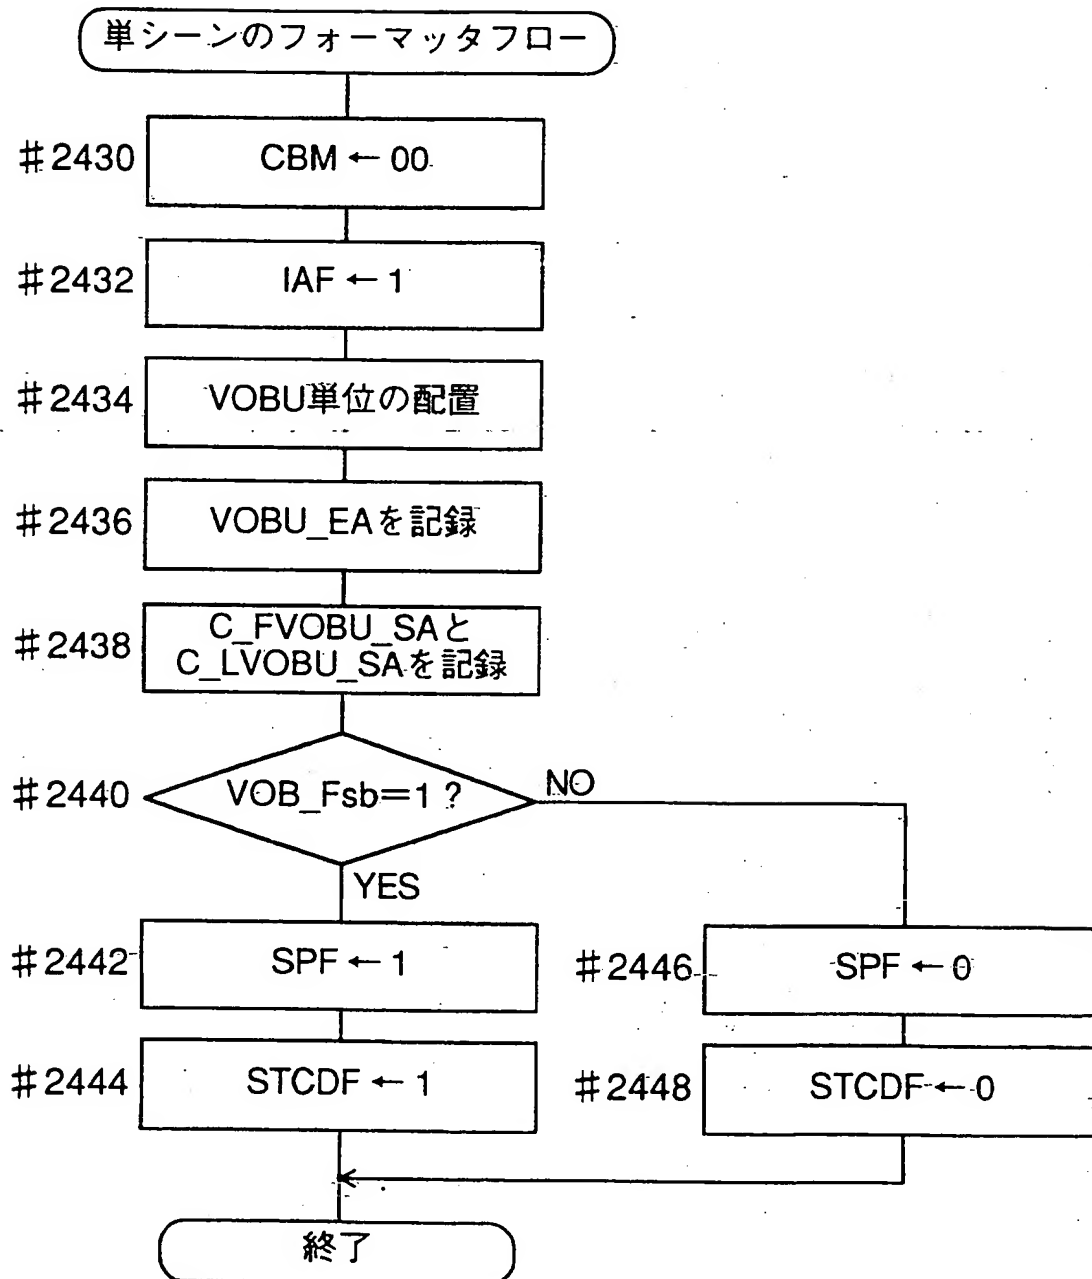 単シーンのフォーマッタフロー
#2430
CBM ← 00
#2432
IAF ← 1
#2434
VOBU単位の配置
#2436
VOBU_EAを記録
#2438
C_FVOBU_SAと
C_LVOBU_SAを記録
#2440
VOB_Fsb=1?
NO
YES
#2442
SPF ← 1
#2446
SPF ← 0
#2444
STCDF ← 1
#2448
STCDF ← 0
終了